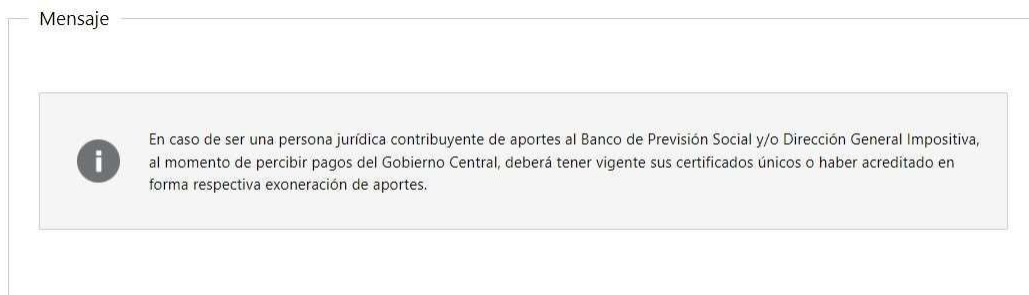 Mensaje
En caso de ser una persona jurídica contribuyente de aportes al Banco de Previsión Social y/o Dirección General Impositiva,
al momento de percibir pagos del Gobierno Central, deberá tener vigente sus certificados únicos o haber acreditado en
forma respectiva exoneración de aportes.